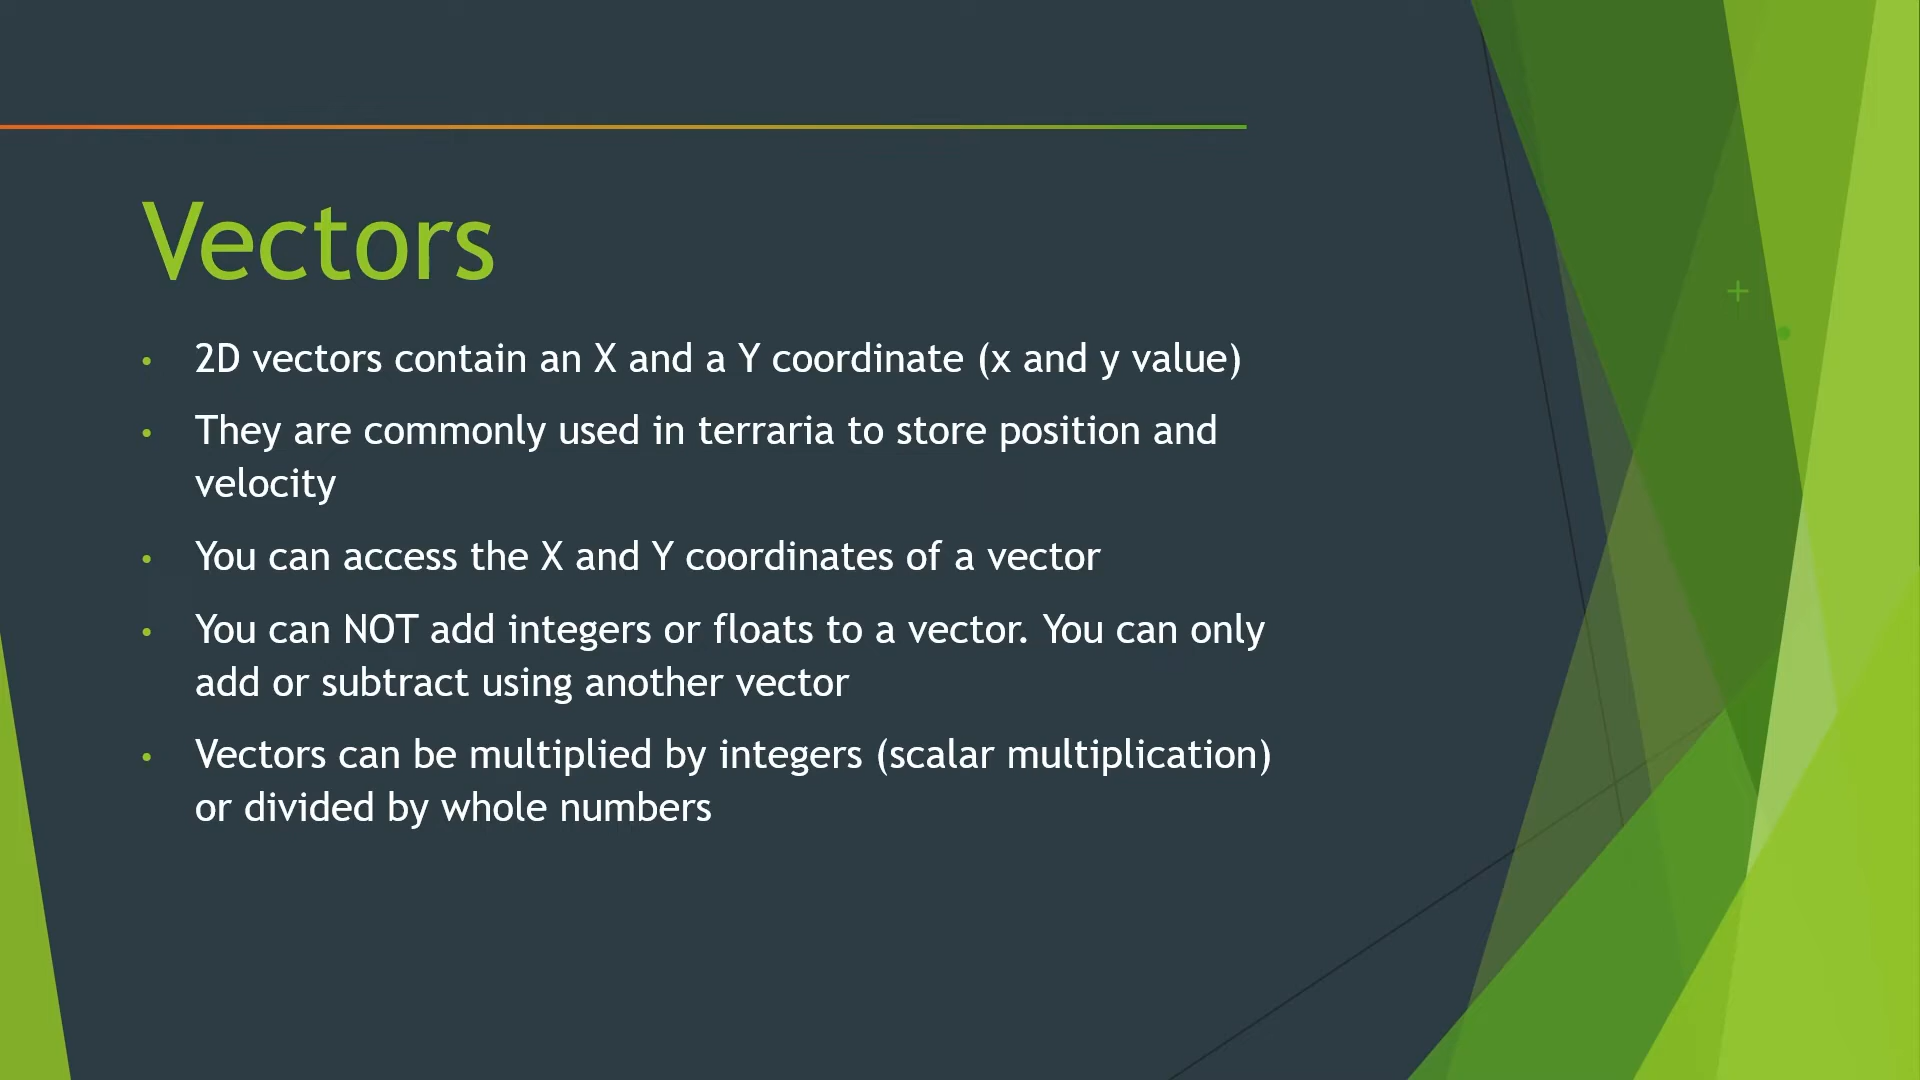 Vectors
• 2D vectors contain an X and a Y coordinate (x and y value)
• They are commonly used in terraria to store position and
velocity
• You can access the X and Y coordinates of a vector
• You can NOT add integers or floats to a vector. You can only
add or subtract using another vector
• Vectors can be multiplied by integers (scalar multiplication)
or divided by whole numbers